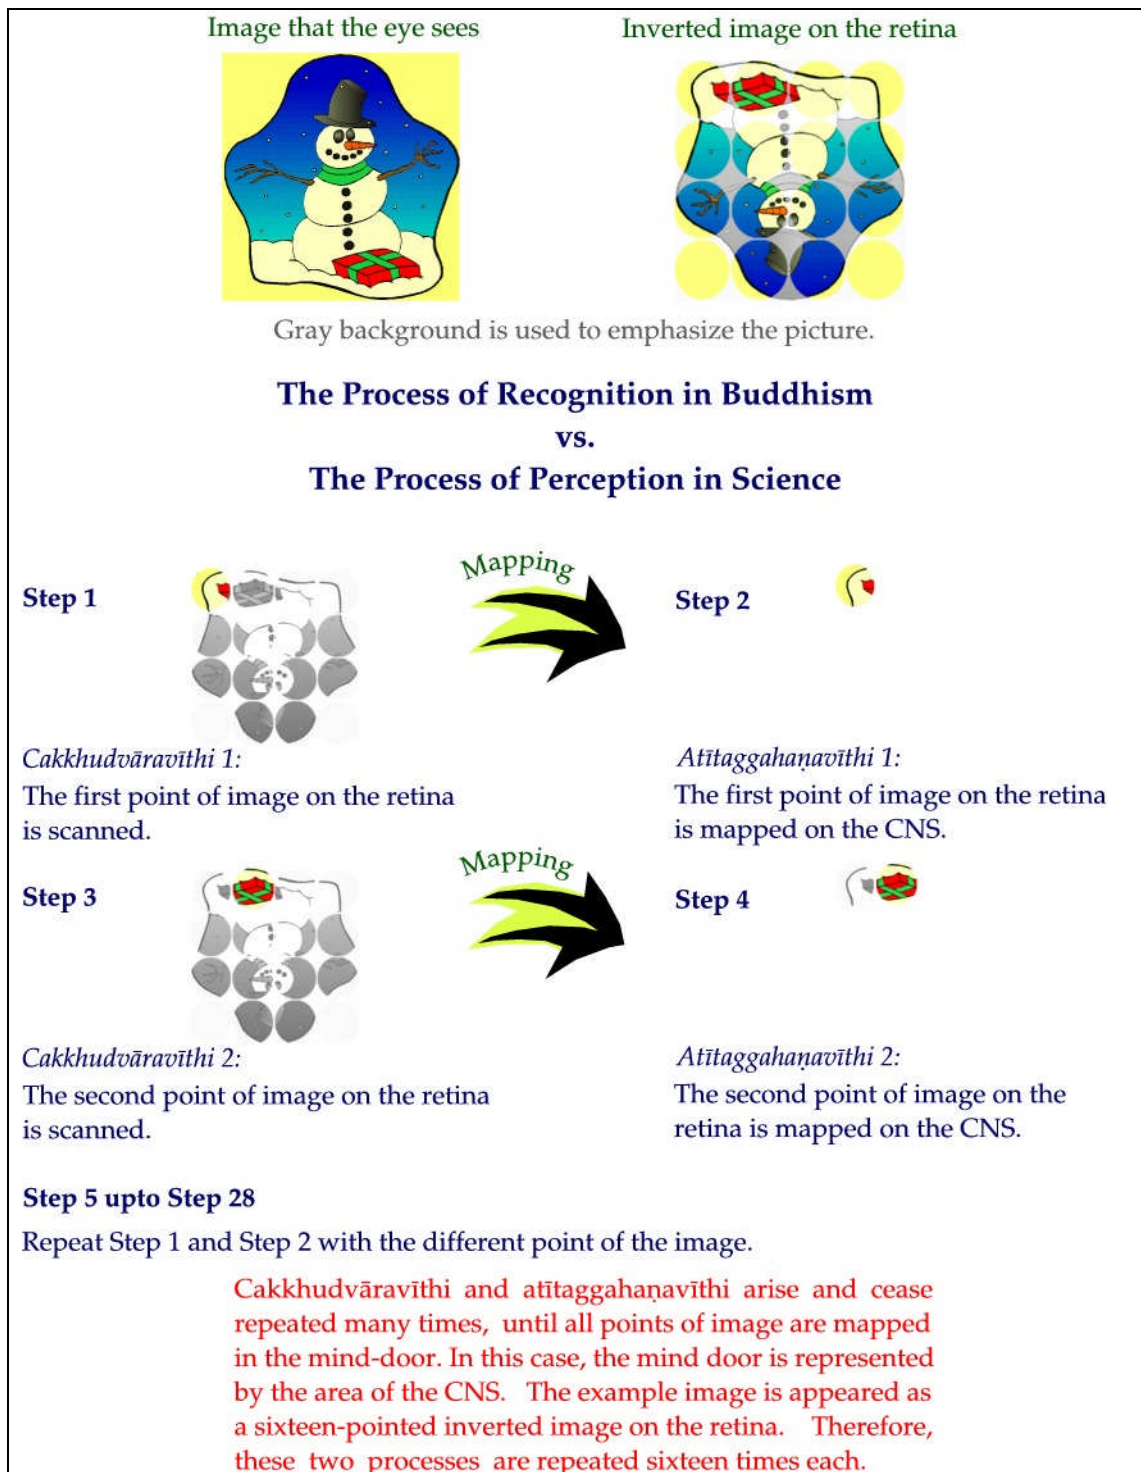 Image that the eye sees
Inverted image on the retina
Gray background is used to emphasize the picture.
The Process of Recognition in Buddhism
vs.
The Process of Perception in Science
Step 1
Mapping
Step 2
Cakkhudvāravīthi 1:
The first point of image on the retina
is scanned.
Atītaggahaṇavīthi 1:
The first point of image on the retina
is mapped on the CNS.
Step 3
Mapping
Step 4
Cakkhudvāravīthi 2:
The second point of image on the retina
is scanned.
Atītaggahaṇavīthi 2:
The second point of image on the
retina is mapped on the CNS.
Step 5 upto Step 28
Repeat Step 1 and Step 2 with the different point of the image.
Cakkhudvāravīthi and atītaggahaṇavīthi arise and cease
repeated many times, until all points of image are mapped
in the mind-door. In this case, the mind door is represented
by the area of the CNS. The example image is appeared as
a sixteen-pointed inverted image on the retina. Therefore,
these two processes are repeated sixteen times each.